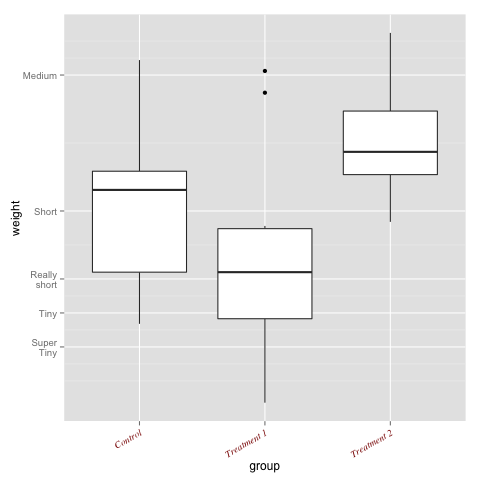 Medium
Short
Really
short
Tiny
Super
Tiny
weight
Control
Treatment 1
Treatment 2
group